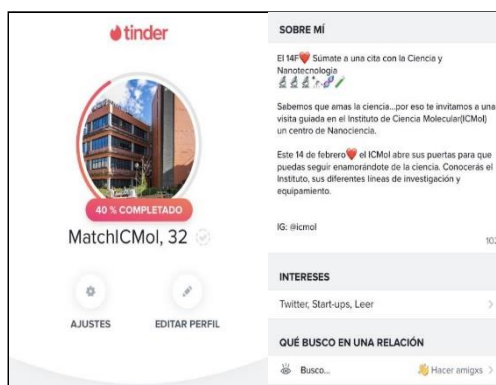 tinder
40 % COMPLETADO
MatchICMol, 32
AJUSTES
EDITAR PERFIL
SOBRE MÍ
El 14F❤️ Súmate a una cita con la Ciencia y
Nanotecnología
🔬🔬🔬🧬🧪
Sabemos que amas la ciencia...por eso te invitamos a una
visita guiada en el Instituto de Ciencia Molecular(ICMol)
un centro de Nanociencia.
Este 14 de febrero❤️ el ICMol abre sus puertas para que
puedas seguir enamorándote de la ciencia. Conocerás el
Instituto, sus diferentes líneas de investigación y
equipamiento.
IG: @icmol
102
INTERESES
Twitter, Start-ups, Leer
QUÉ BUSCO EN UNA RELACIÓN
Busco...
👋 Hacer amigxs